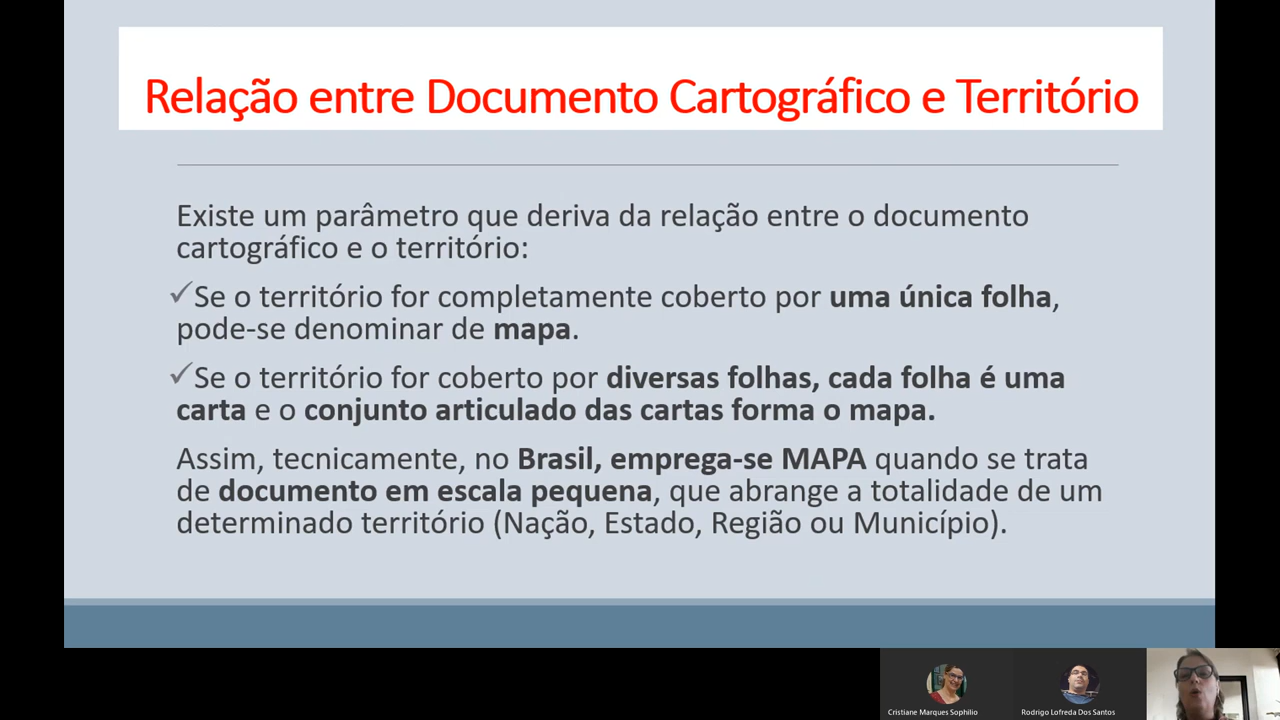 Relação entre Documento Cartográfico e Território
Existe um parâmetro que deriva da relação entre o documento
cartográfico e o território:
✓Se o território for completamente coberto por uma única folha,
pode-se denominar de mapa.
✓Se o território for coberto por diversas folhas, cada folha é uma
carta e o conjunto articulado das cartas forma o mapa.
Assim, tecnicamente, no Brasil, emprega-se MAPA quando se trata
de documento em escala pequena, que abrange a totalidade de um
determinado território (Nação, Estado, Região ou Município).
Cristiane Marques Sophilio
Rodrigo Lofreda Dos Santos